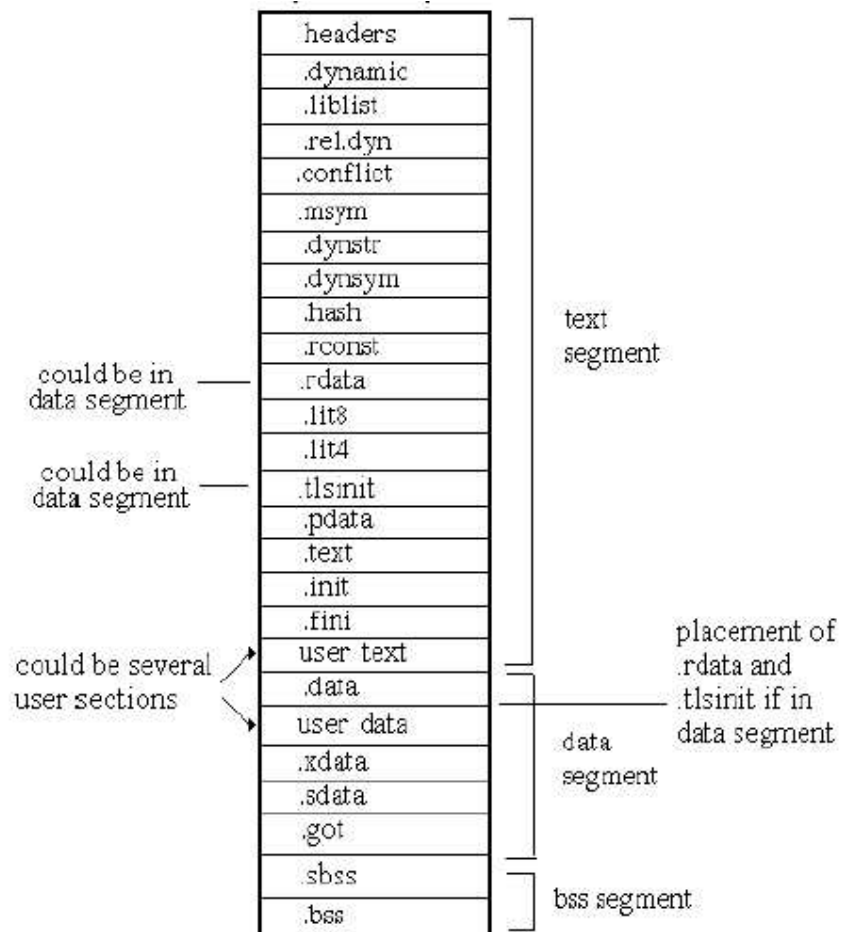 headers
.dynamic
.liblist
.rel.dyn
.conflict
.msym
.dynstr
.dynsym
.hash
.rconst
.rdata
.lit8
.lit4
.tlsinit
.pdata
.text
.init
.fini
user text
.data
user data
.xdata
.sdata
.got
.sbss
.bss
could be in
data segment
could be in
data segment
could be several
user sections
text
segment
placement of
.rdata and
.tlsinit if in
data segment
data
segment
bss segment